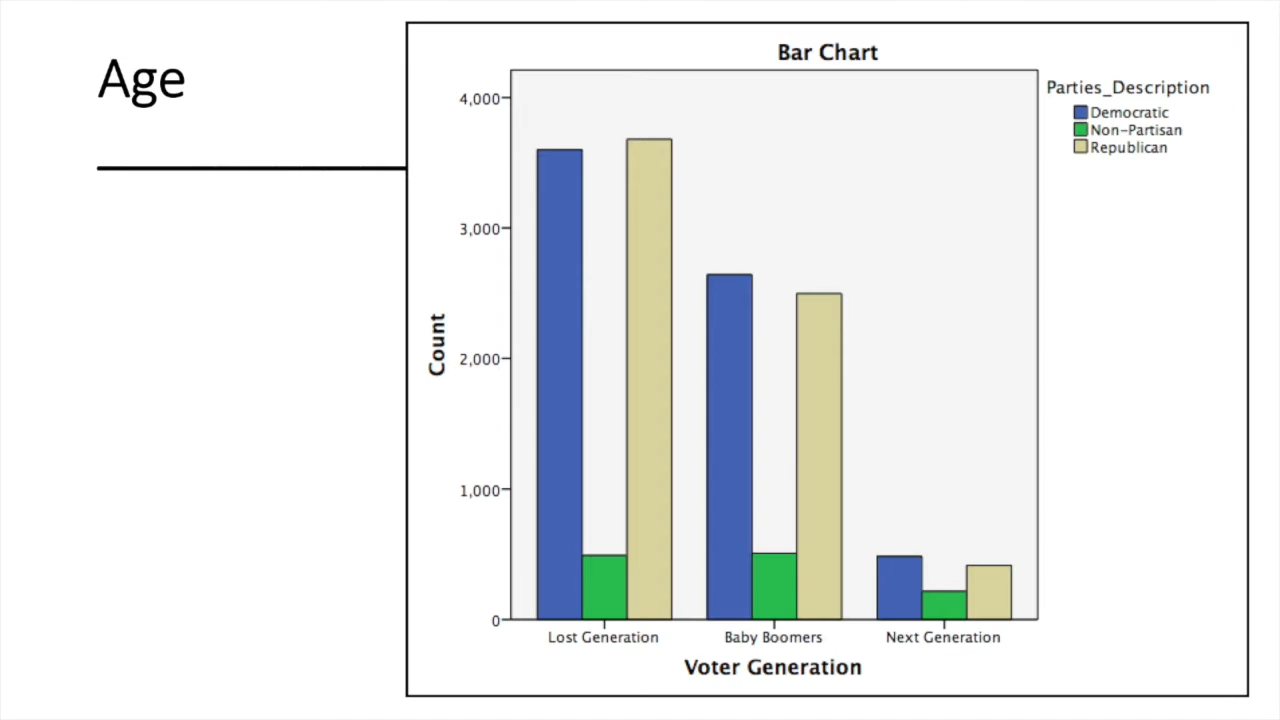 Age
Bar Chart
Parties_Description
Democratic
Non-Partisan
Republican
Count
4,000
3,000
2,000
1,000
0
Lost Generation
Baby Boomers
Next Generation
Voter Generation